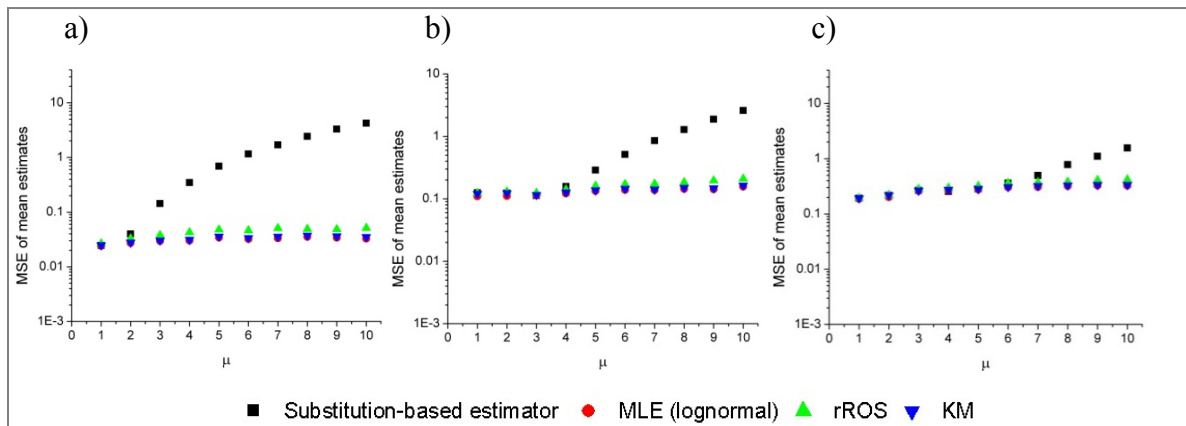 a)
MSE of mean estimates
10
1
0.1
0.01
1E-3
0 1 2 3 4 5 6 7 8 9 10
μ
b)
MSE of mean estimates
10
1
0.1
0.01
1E-3
0 1 2 3 4 5 6 7 8 9 10
μ
c)
MSE of mean estimates
10
1
0.1
0.01
1E-3
0 1 2 3 4 5 6 7 8 9 10
μ
Substitution-based estimator MLE (lognormal) rROS KM